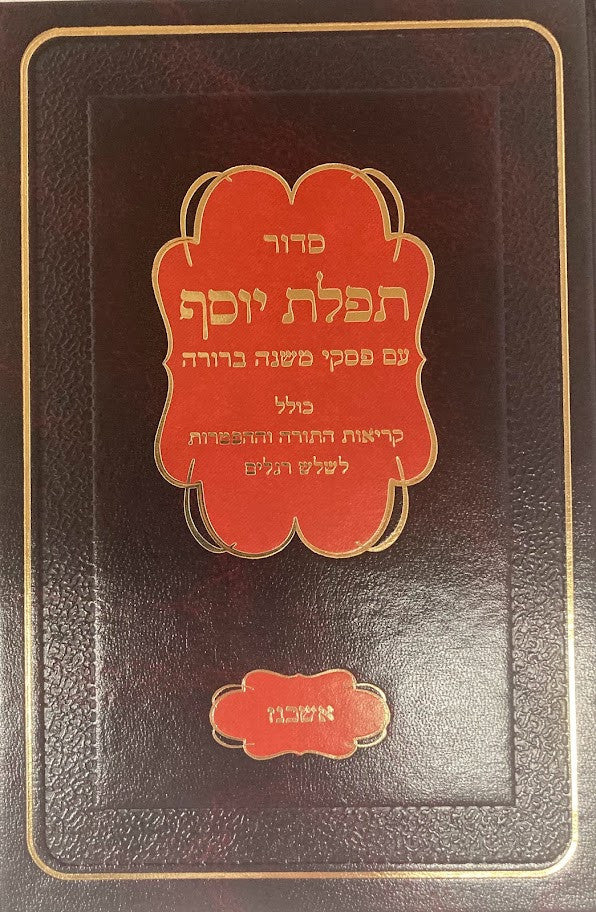 סדור
תפלת יוסף
עם פסקי משנה ברורה
כולל
קריאות התורה וההפטרות
לשלש רגלים
אשכנז